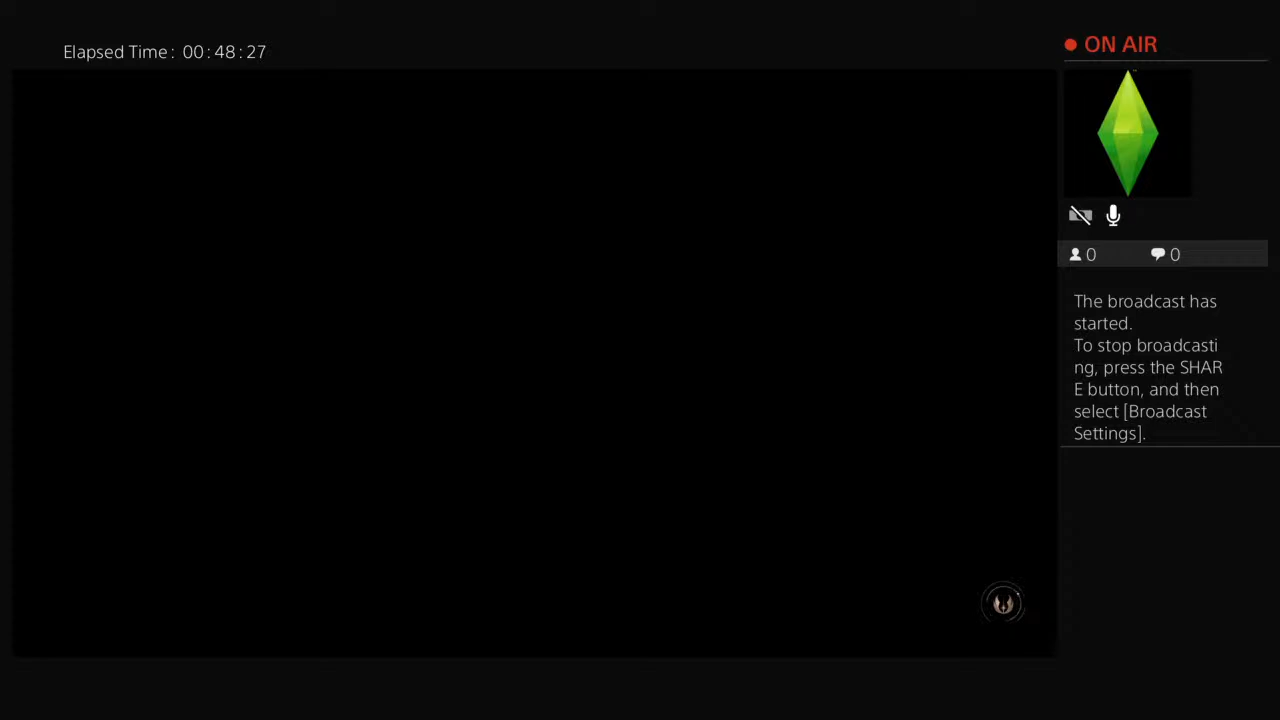 Elapsed Time: 00:48:27
ON AIR
0 0
The broadcast has
started.
To stop broadcasti
ng, press the SHAR
E button, and then
select [Broadcast
Settings].